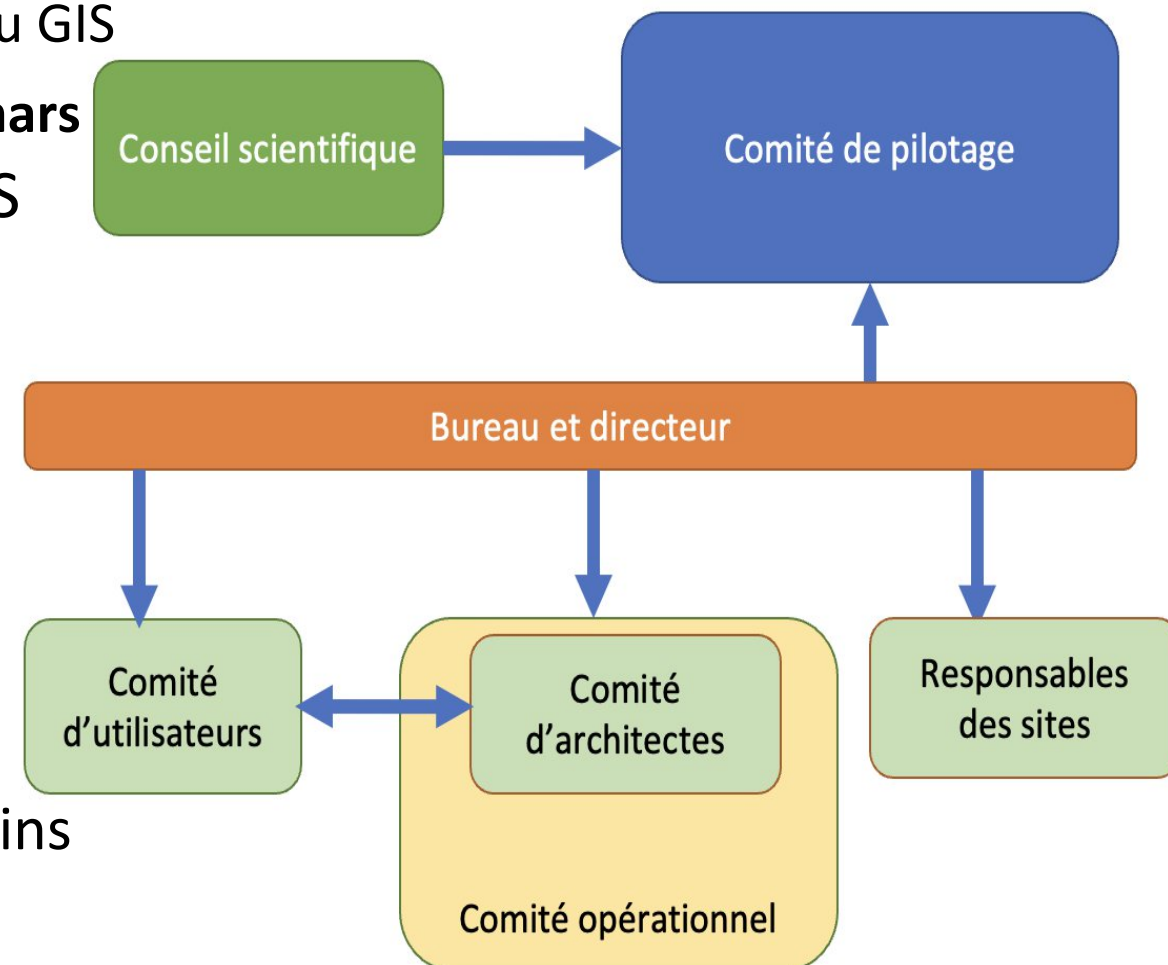 u GIS
ars
Conseil scientifique
Comité de pilotage
S
Bureau et directeur
Comité
d’utilisateurs
Comité
d’architectes
Responsables
des sites
ins
Comité opérationnel